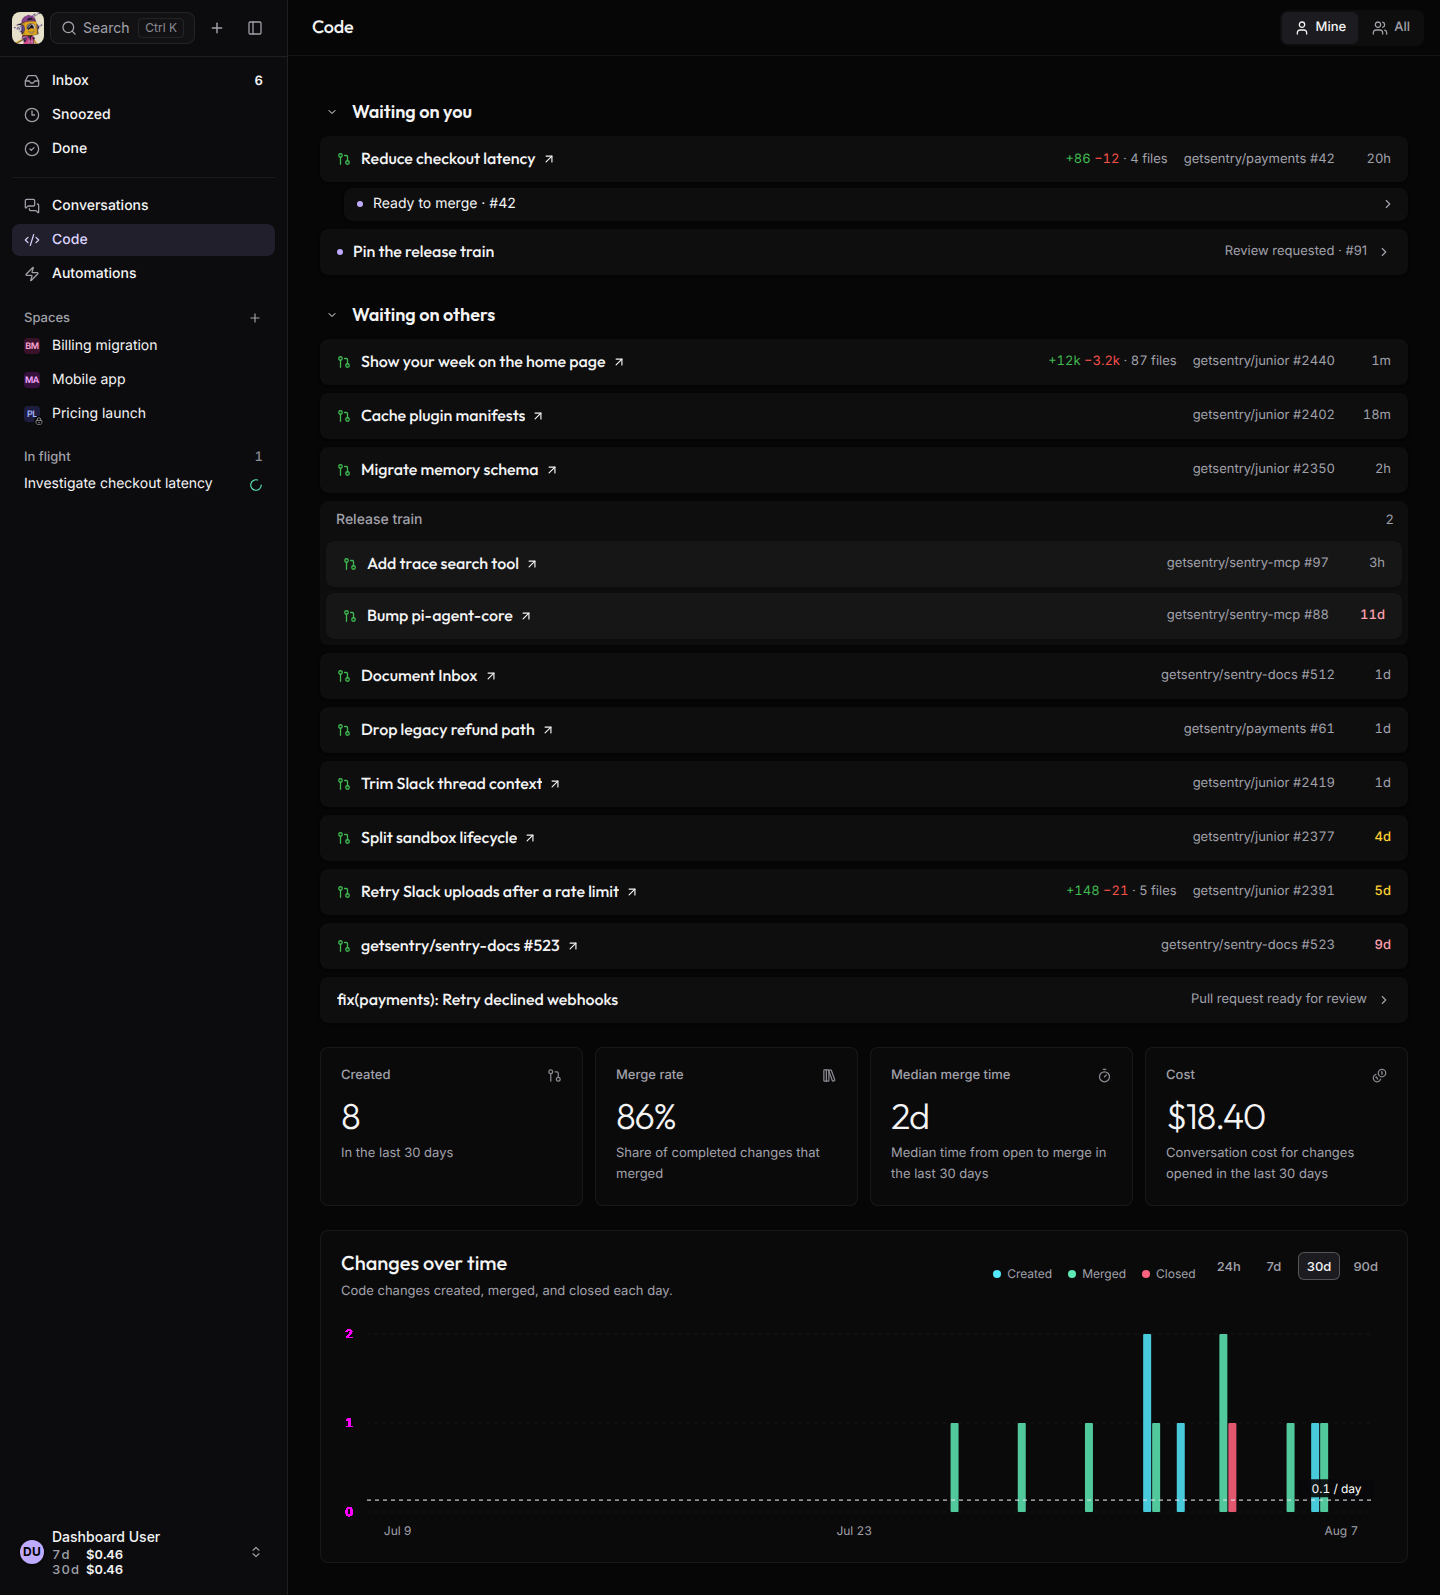 Search Ctrl K
Inbox 6
Snoozed
Done
Conversations
Code
Automations
Spaces
BM Billing migration
MA Mobile app
PL Pricing launch
In flight 1
Investigate checkout latency
DU Dashboard User
7d $0.46
30d $0.46
Code
Mine All
Waiting on you
Reduce checkout latency +86 −12 · 4 files getsentry/payments #42 20h
Ready to merge · #42
Pin the release train Review requested · #91
Waiting on others
Show your week on the home page +12k −3.2k · 87 files getsentry/junior #2440 1m
Cache plugin manifests getsentry/junior #2402 18m
Migrate memory schema getsentry/junior #2350 2h
Release train 2
Add trace search tool getsentry/sentry-mcp #97 3h
Bump pi-agent-core getsentry/sentry-mcp #88 11d
Document Inbox getsentry/sentry-docs #512 1d
Drop legacy refund path getsentry/payments #61 1d
Trim Slack thread context getsentry/junior #2419 1d
Split sandbox lifecycle getsentry/junior #2377 4d
Retry Slack uploads after a rate limit +148 −21 · 5 files getsentry/junior #2391 5d
getsentry/sentry-docs #523 getsentry/sentry-docs #523 9d
fix(payments): Retry declined webhooks Pull request ready for review
Created
8
In the last 30 days
Merge rate
86%
Share of completed changes that
merged
Median merge time
2d
Median time from open to merge in
the last 30 days
Cost
$18.40
Conversation cost for changes
opened in the last 30 days
Changes over time
Code changes created, merged, and closed each day.
Created Merged Closed 24h 7d 30d 90d
2
1
0
0.1 / day
Jul 9 Jul 23 Aug 7